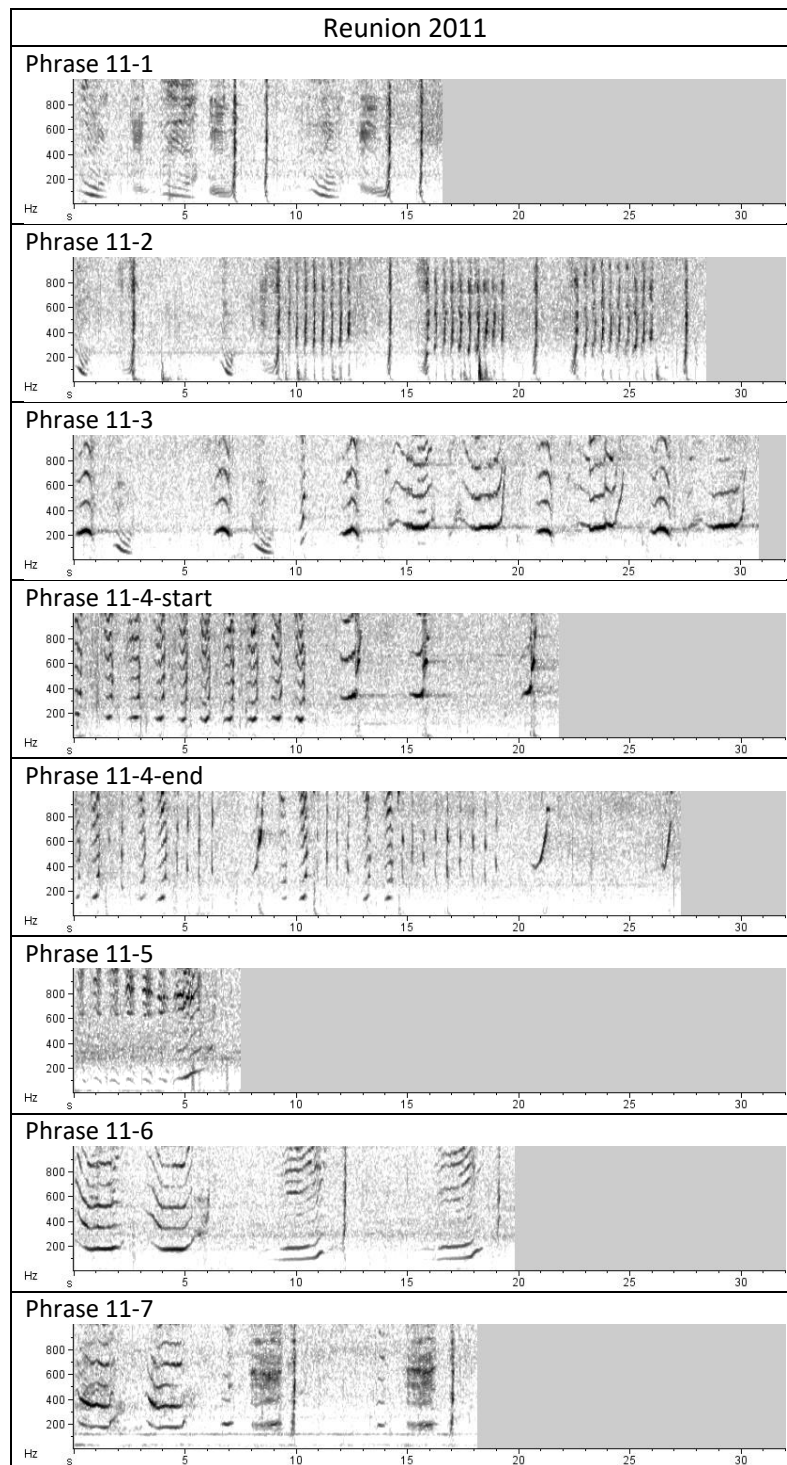 Reunion 2011
Phrase 11-1
800
600
400
200
Hz
s 5 10 15 20 25 30
Phrase 11-2
800
600
400
200
Hz
s 5 10 15 20 25 30
Phrase 11-3
800
600
400
200
Hz
s 5 10 15 20 25 30
Phrase 11-4-start
800
600
400
200
Hz
s 5 10 15 20 25 30
Phrase 11-4-end
800
600
400
200
Hz
s 5 10 15 20 25 30
Phrase 11-5
800
600
400
200
Hz
s 5 10 15 20 25 30
Phrase 11-6
800
600
400
200
Hz
s 5 10 15 20 25 30
Phrase 11-7
800
600
400
200
Hz
s 5 10 15 20 25 30